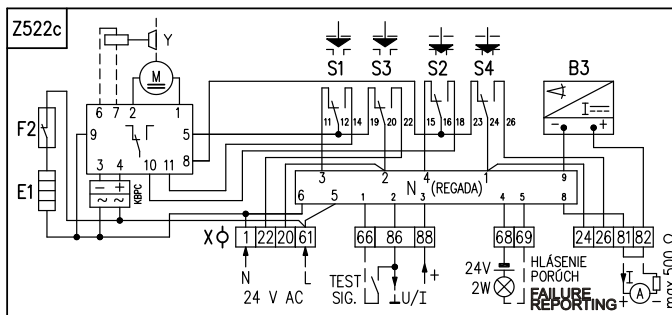 Z522c
Y
S1 S3 S2 S4 B3
M
6 7 2 1
F2
9 5
8
3 4 10 11
11 12 14 19 20 22 15 16 18 23 24 26
- +
- +
~ ~
KBPC
E1
3 2 4 1 9
N (REGADA)
6 5 1 2 3 4 5 8
X 1 22 20 61 66 86 88 68 69 24 26 81 82
N L
24 V AC
TEST
SIG.
U/I
+
24V
2W
HLÁSENIE
PORÚCH
FAILURE
REPORTING
I
+ A -
max 500 Ω